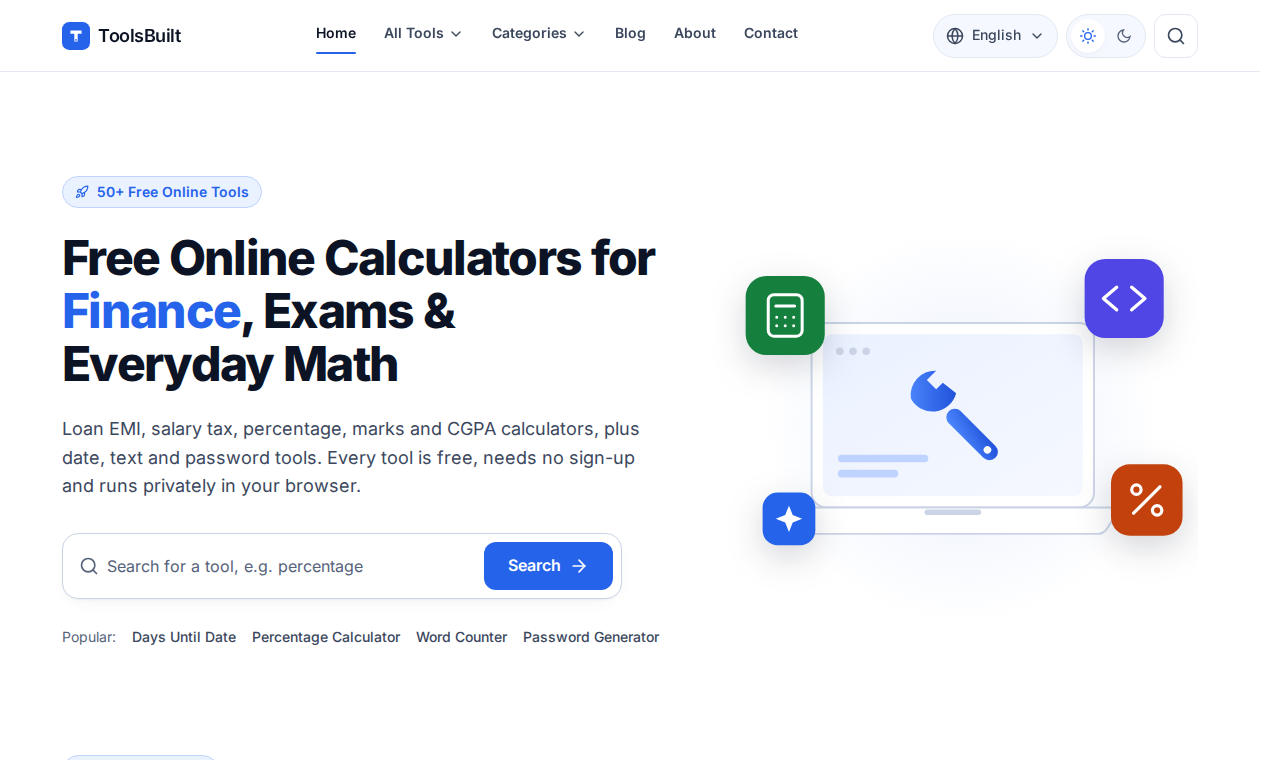 ToolsBuilt
Home
All Tools
Categories
Blog
About
Contact
English
50+ Free Online Tools
Free Online Calculators for
Finance, Exams &
Everyday Math
Loan EMI, salary tax, percentage, marks and CGPA calculators, plus
date, text and password tools. Every tool is free, needs no sign-up
and runs privately in your browser.
Search for a tool, e.g. percentage
Search
Popular: Days Until Date Percentage Calculator Word Counter Password Generator